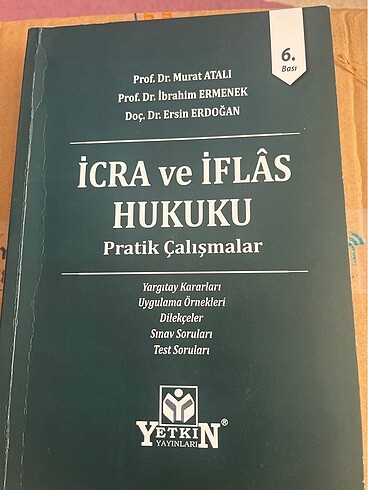 6.
Bası
Prof. Dr. Murat ATALI
Prof. Dr. İbrahim ERMENEK
Doç. Dr. Ersin ERDOĞAN
İCRA ve İFLÂS
HUKUKU
Pratik Çalışmalar
Yargıtay Kararları
Uygulama Örnekleri
Dilekçeler
Sınav Soruları
Test Soruları
YETKİN®
YAYINLARI